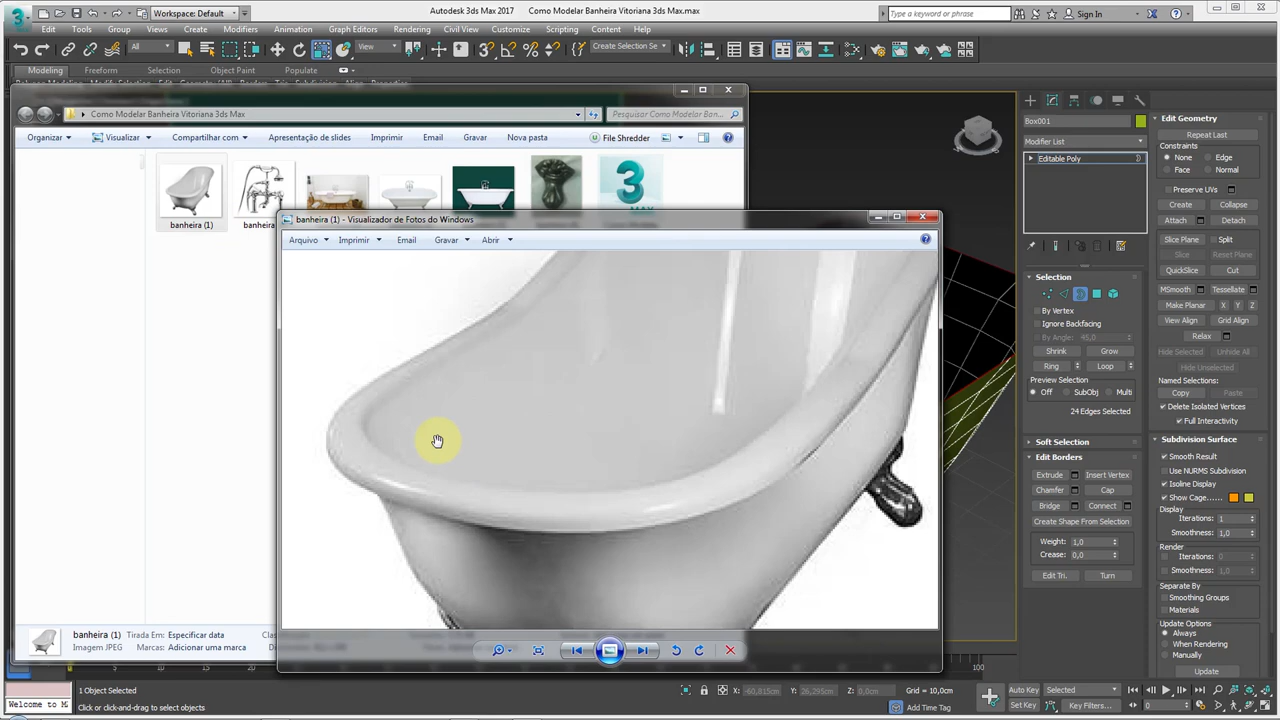 Workspace: Default
Autodesk 3ds Max 2017
Como Modelar Banheira Vitoriana 3ds Max.max
Type a keyword or phrase
Sign In
Edit
Tools
Group
Views
Create
Modifiers
Animation
Graph Editors
Rendering
Civil View
Customize
Scripting
Content
Help
All
View
Create Selection Se
Modeling
Freeform
Selection
Object Paint
Populate
Como Modelar Banheira Vitoriana 3ds Max
Pesquisar Como Modelar Ban...
Organizar
Visualizar
Compartilhar com
Apresentação de slides
Imprimir
Email
Gravar
Nova pasta
File Shredder
banheira (1)
banheira
banheira (1) - Visualizador de Fotos do Windows
Arquivo
Imprimir
Email
Gravar
Abrir
banheira (1)
Tirada Em:
Especificar data
Imagem JPEG
Marcas:
Adicionar uma marca
Box001
Modifier List
Editable Poly
Selection
By Vertex
Ignore Backfacing
By Angle:
45,0
Shrink
Grow
Ring
Loop
Preview Selection
Off
SubObj
Multi
24 Edges Selected
Soft Selection
Edit Borders
Extrude
Insert Vertex
Chamfer
Cap
Bridge
Connect
Create Shape From Selection
Weight:
1,0
Crease:
0,0
Edit Tri.
Turn
Edit Geometry
Repeat Last
Constraints
None
Edge
Face
Normal
Preserve UVs
Create
Collapse
Attach
Detach
Slice Plane
Split
Slice
Reset Plane
QuickSlice
Cut
MSmooth
Tessellate
Make Planar
X
Y
Z
View Align
Grid Align
Relax
Hide Selected
Unhide All
Hide Unselected
Named Selections:
Copy
Paste
Delete Isolated Vertices
Full Interactivity
Subdivision Surface
Smooth Result
Use NURMS Subdivision
Isoline Display
Show Cage......
Display
Iterations:
1
Smoothness:
1,0
Render
Iterations:
0
Smoothness:
1,0
Separate By
Smoothing Groups
Materials
Update Options
Always
When Rendering
Manually
Update
100
Welcome to M
1 Object Selected
Click or click-and-drag to select objects
X:
-60,815cm
Y:
26,295cm
Z:
0,0cm
Grid = 10,0cm
Add Time Tag
Auto Key
Selected
Set Key
Key Filters...
0